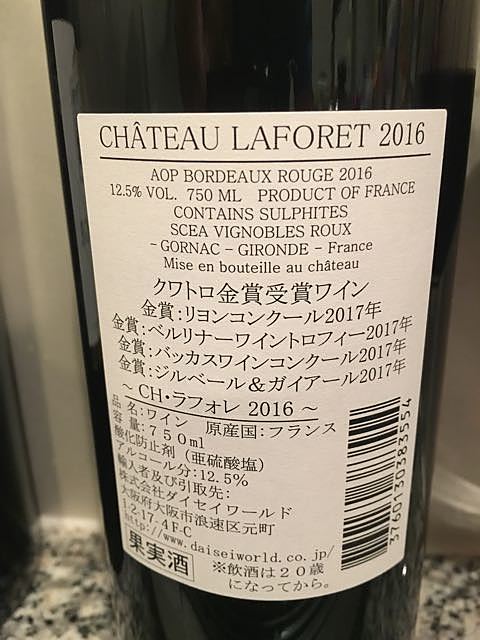 CHÂTEAU LAFORET 2016
AOP BORDEAUX ROUGE 2016
12.5% VOL. 750 ML PRODUCT OF FRANCE
CONTAINS SULPHITES
SCEA VIGNOBLES ROUX
- GORNAC - GIRONDE - France
Mise en bouteille au château
クワトロ金賞受賞ワイン
金賞:リヨンコンクール2017年
金賞:ベルリナーワイントロフィー2017年
金賞:バッカスワインコンクール2017年
金賞:ジルベール&ガイアール2017年
~ CH・ラフォレ 2016 ~
品 名:ワイン 原産国:フランス
容 量:750ml
酸化防止剤 (亜硫酸塩)
アルコール分:12.5%
輸入者及び引取先:
株式会社ダイセイワールド
大阪府大阪市浪速区元町
1-2-17 4F-C
http://www.daiseiworld.co.jp/
果実酒 ※飲酒は20歳
になってから。
3760139383554